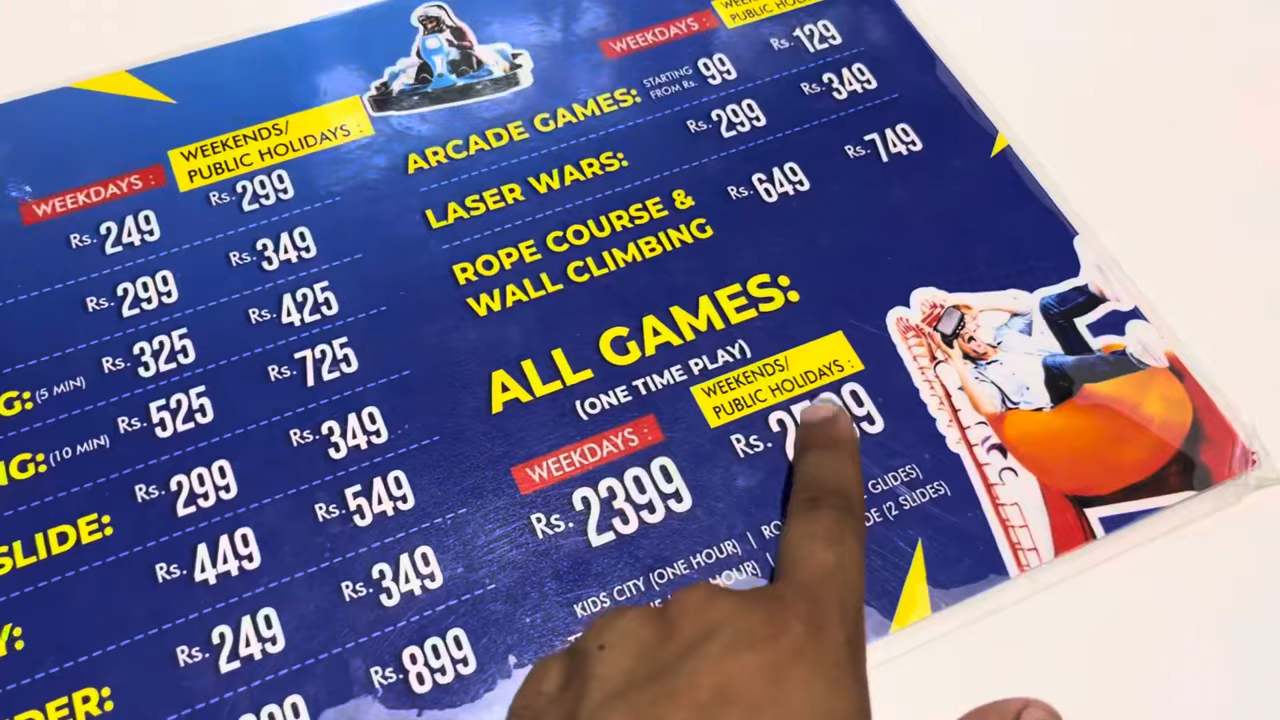 WEEKDAYS :
WEEKENDS/
PUBLIC HOLIDAYS :
Rs. 249 Rs. 299
Rs. 299 Rs. 349
G: (5 MIN) Rs. 325 Rs. 425
NG: (10 MIN) Rs. 525 Rs. 725
SLIDE: Rs. 299 Rs. 349
Rs. 449 Rs. 549
Y: Rs. 249 Rs. 349
DER: Rs. 899
WEEKDAYS :
PUBLIC HOLIDAYS :
ARCADE GAMES: STARTING FROM Rs. 99 Rs. 129
LASER WARS: Rs. 299 Rs. 349
ROPE COURSE &
WALL CLIMBING Rs. 649 Rs. 749
ALL GAMES:
(ONE TIME PLAY)
WEEKDAYS :
Rs. 2399
WEEKENDS/
PUBLIC HOLIDAYS :
Rs.
GLIDES)
KIDS CITY (ONE HOUR) | (2 SLIDES)
HOUR) |